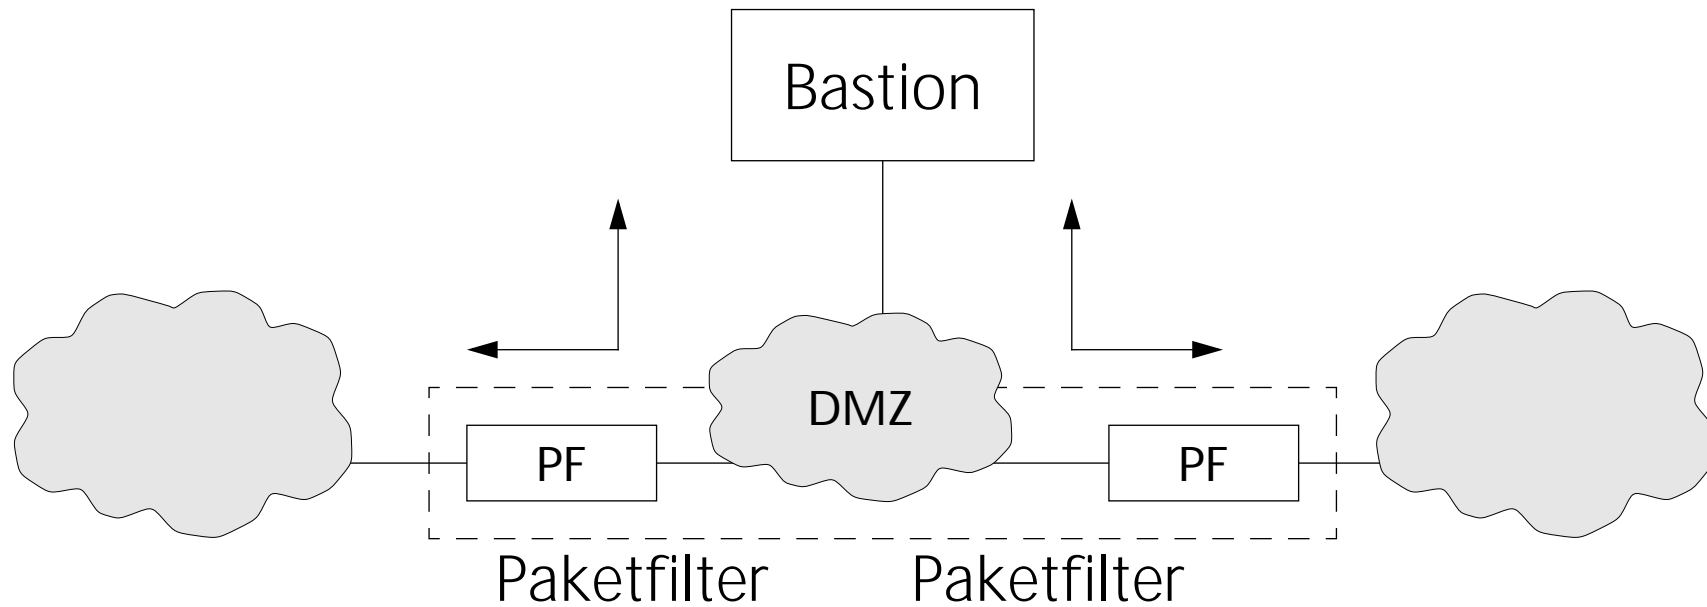 Bastion
DMZ
PF
PF
Paketfilter
Paketfilter